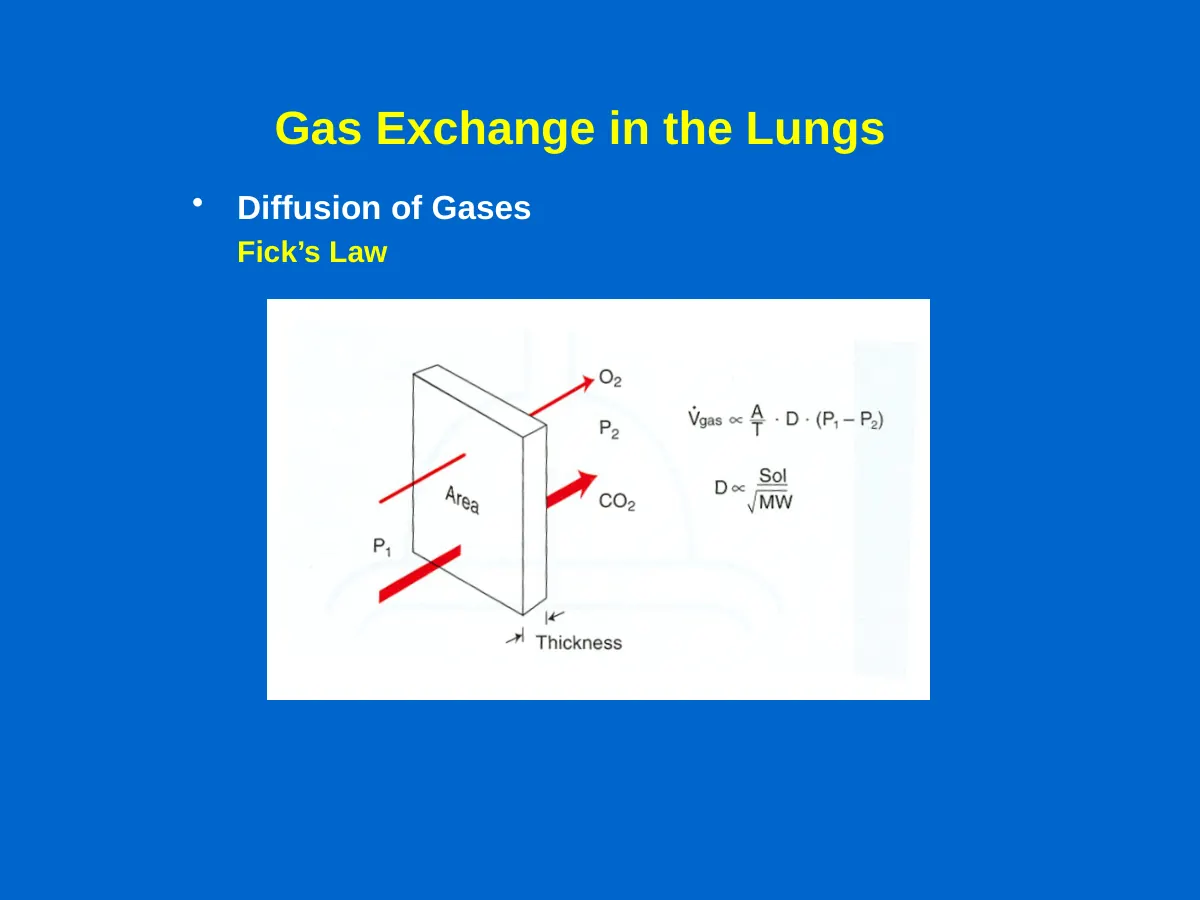 Gas Exchange in the Lungs
• Diffusion of Gases
Fick’s Law
O₂
P₂
V̇gas ∝ A/T · D · (P₁ – P₂)
D ∝ Sol/√MW
Area
CO₂
P₁
Thickness